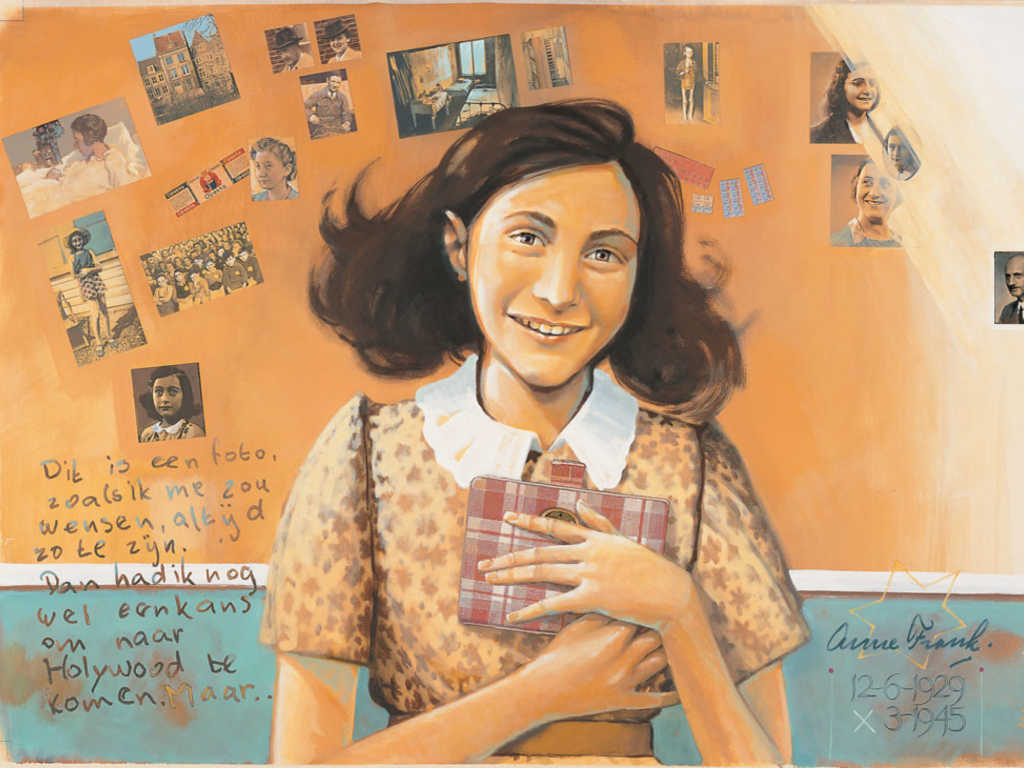 Dit is een foto,
zoals ik me zou
wensen, altijd
zo te zijn.
Dan had ik nog
wel een kans
om naar
Holywood te
komen. Maar..
Anne Frank.
12-6-1929
X 3-1945